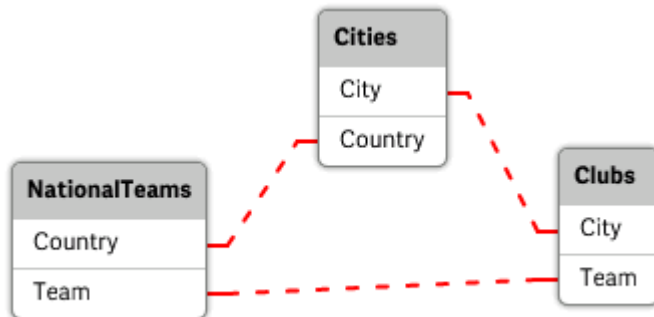 Cities
City
Country
NationalTeams
Country
Team
Clubs
City
Team